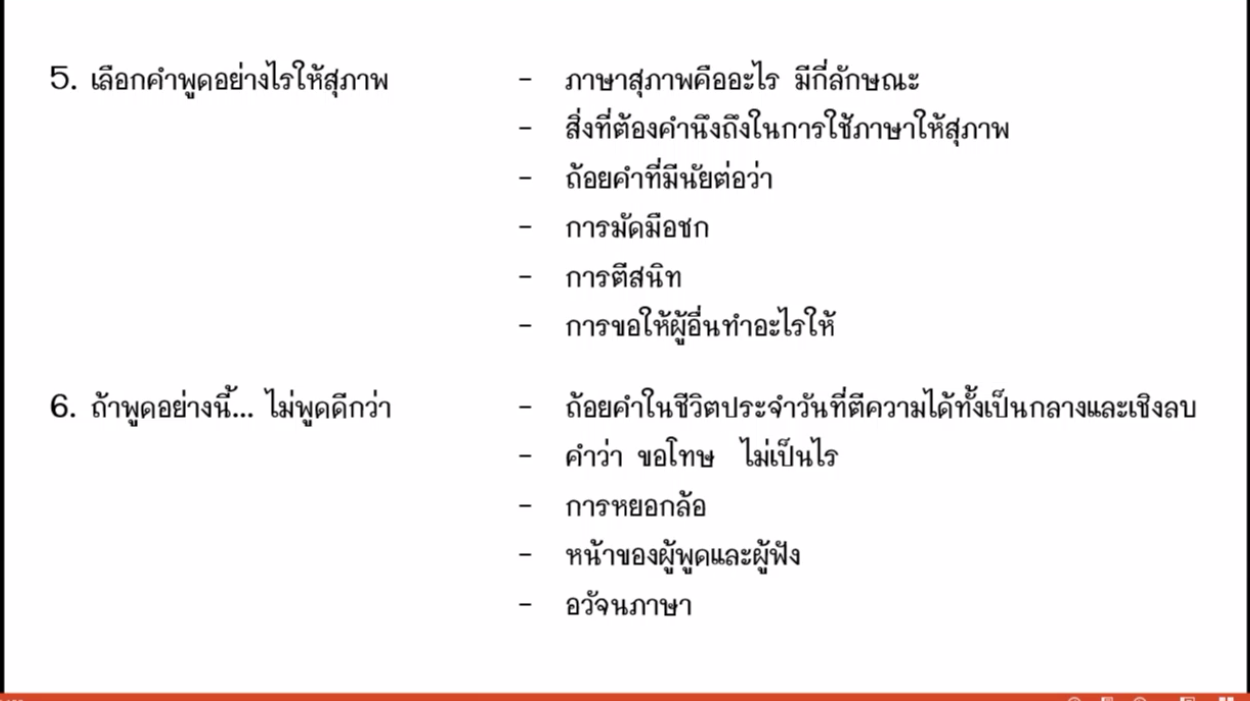 5. เลือกคำพูดอย่างไรให้สุภาพ - ภาษาสุภาพคืออะไร มีกี่ลักษณะ
- สิ่งที่ต้องคำนึงถึงในการใช้ภาษาให้สุภาพ
- ถ้อยคำที่มีนัยต่อว่า
- การมัดมือชก
- การตีสนิท
- การขอให้ผู้อื่นทำอะไรให้
6. ถ้าพูดอย่างนี้... ไม่พูดดีกว่า - ถ้อยคำในชีวิตประจำวันที่ตีความได้ทั้งเป็นกลางและเชิงลบ
- คำว่า ขอโทษ ไม่เป็นไร
- การหยอกล้อ
- หน้าของผู้พูดและผู้ฟัง
- อวัจนภาษา